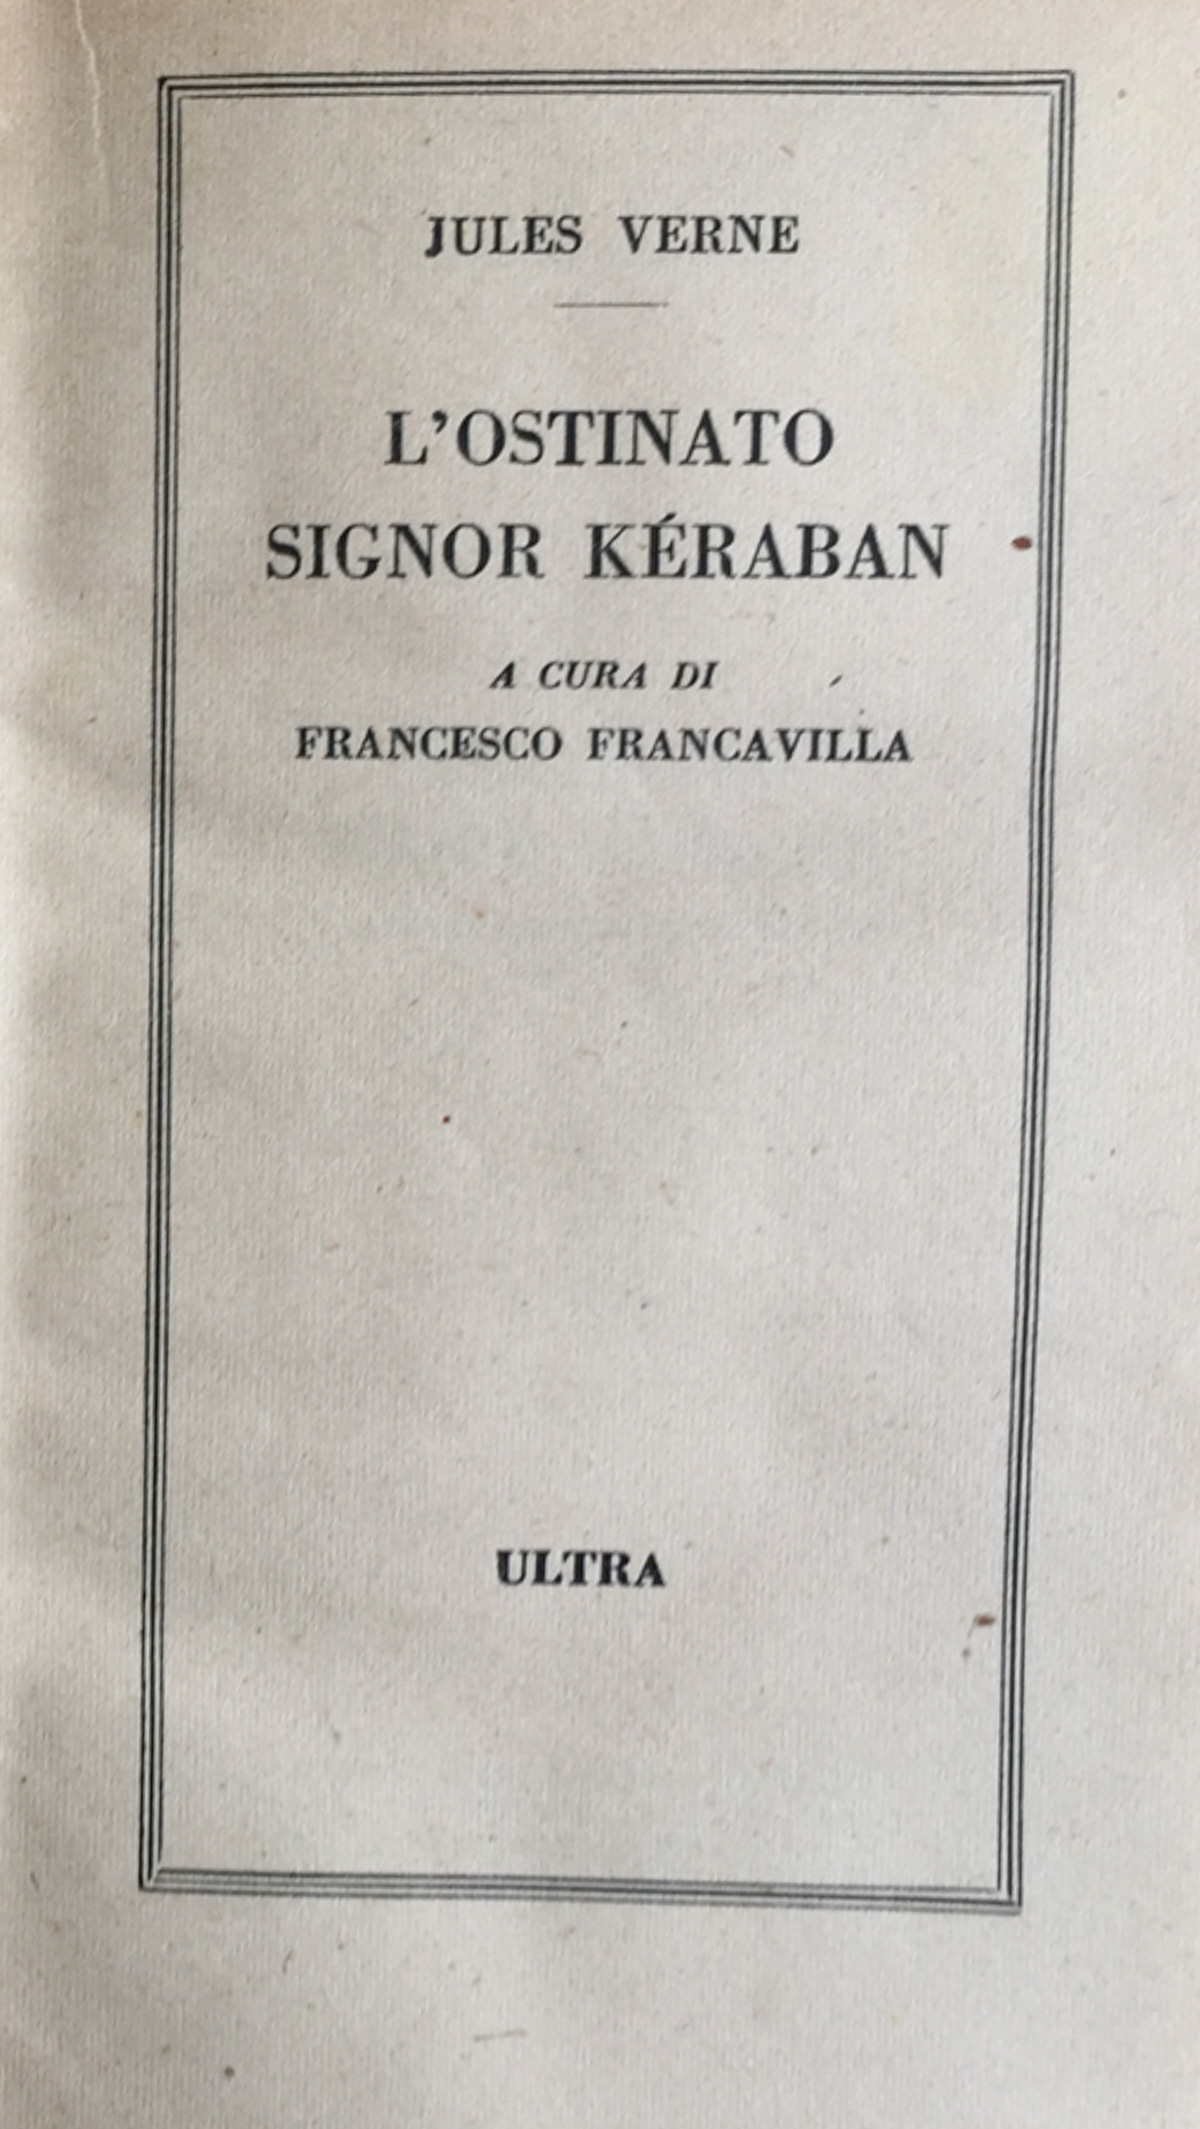 JULES VERNE
L'OSTINATO
SIGNOR KÉRABAN
A CURA DI
FRANCESCO FRANCAVILLA
ULTRA